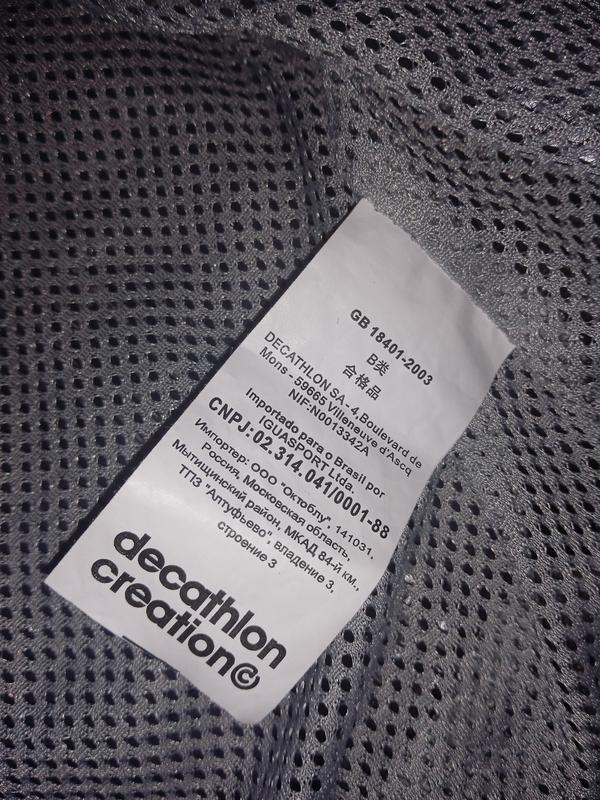 GB 18401-2003
B类
合格品
DECATHLON SA - 4,Boulevard de
Mons - 59665 Villeneuve d'Ascq
NIF:N0013342A
Importado para o Brasil por
IGUASPORT Ltda.
CNPJ: 02.314.041/0001-88
Импортер: ООО "Октоблу", 141031,
Россия, Московская область,
Мытищинский район, МКАД 84-й км.,
ТПЗ "Алтуфьево", владение 3,
строение 3
decathlon
creation©